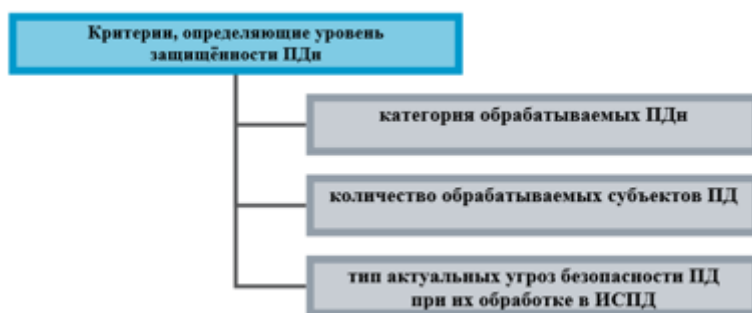 Критерии, определяющие уровень
защищённости ПДн
категория обрабатываемых ПДн
количество обрабатываемых субъектов ПД
тип актуальных угроз безопасности ПД
при их обработке в ИСПД